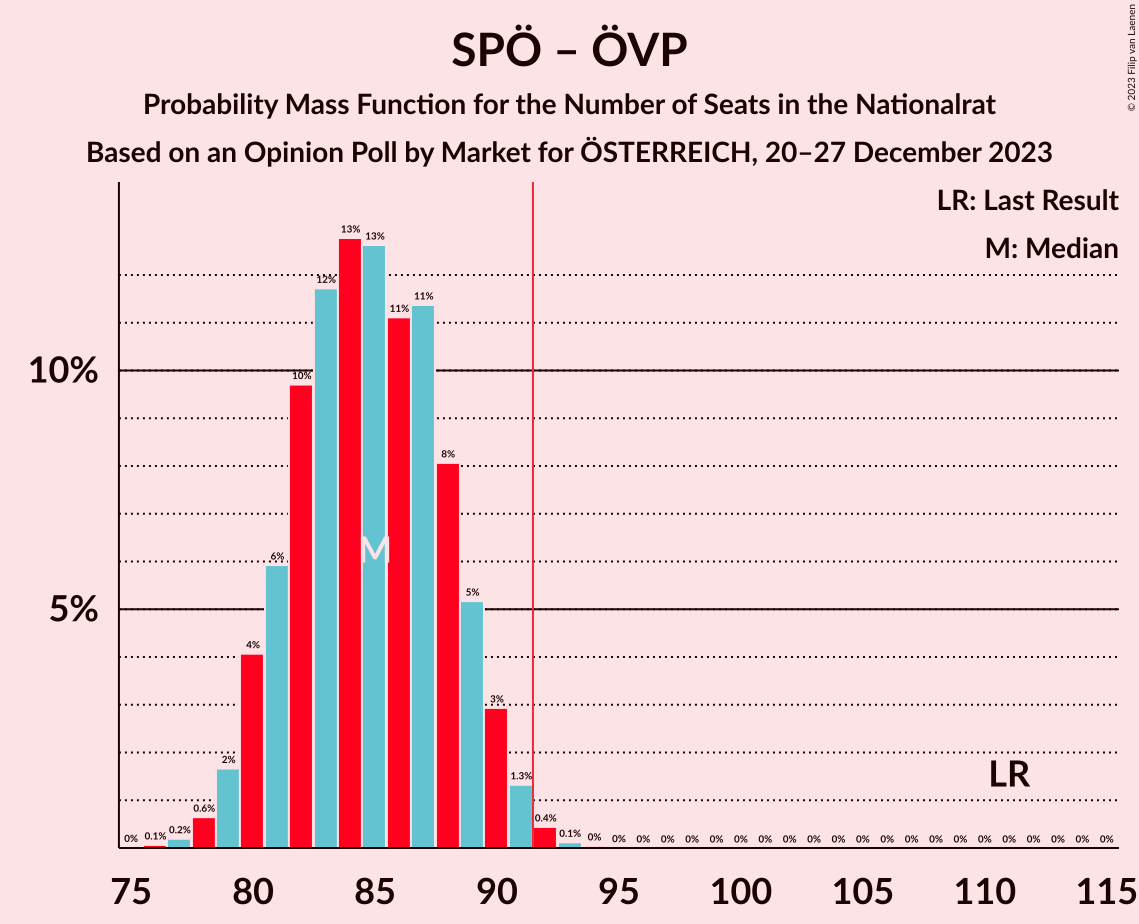 SPÖ – ÖVP
Probability Mass Function for the Number of Seats in the Nationalrat
Based on an Opinion Poll by Market for ÖSTERREICH, 20–27 December 2023
© 2023 Filip van Laenen
LR: Last Result
M: Median
13% 13%
12% 11% 11%
10%
10%
8%
M
6%
5%
5%
4%
3%
2%
LR
1.3%
0% 0.1% 0.2% 0.6% 0.4% 0.1% 0% 0% 0% 0% 0% 0% 0% 0% 0% 0% 0% 0% 0% 0% 0% 0% 0% 0% 0% 0% 0% 0%
75 80 85 90 95 100 105 110 115